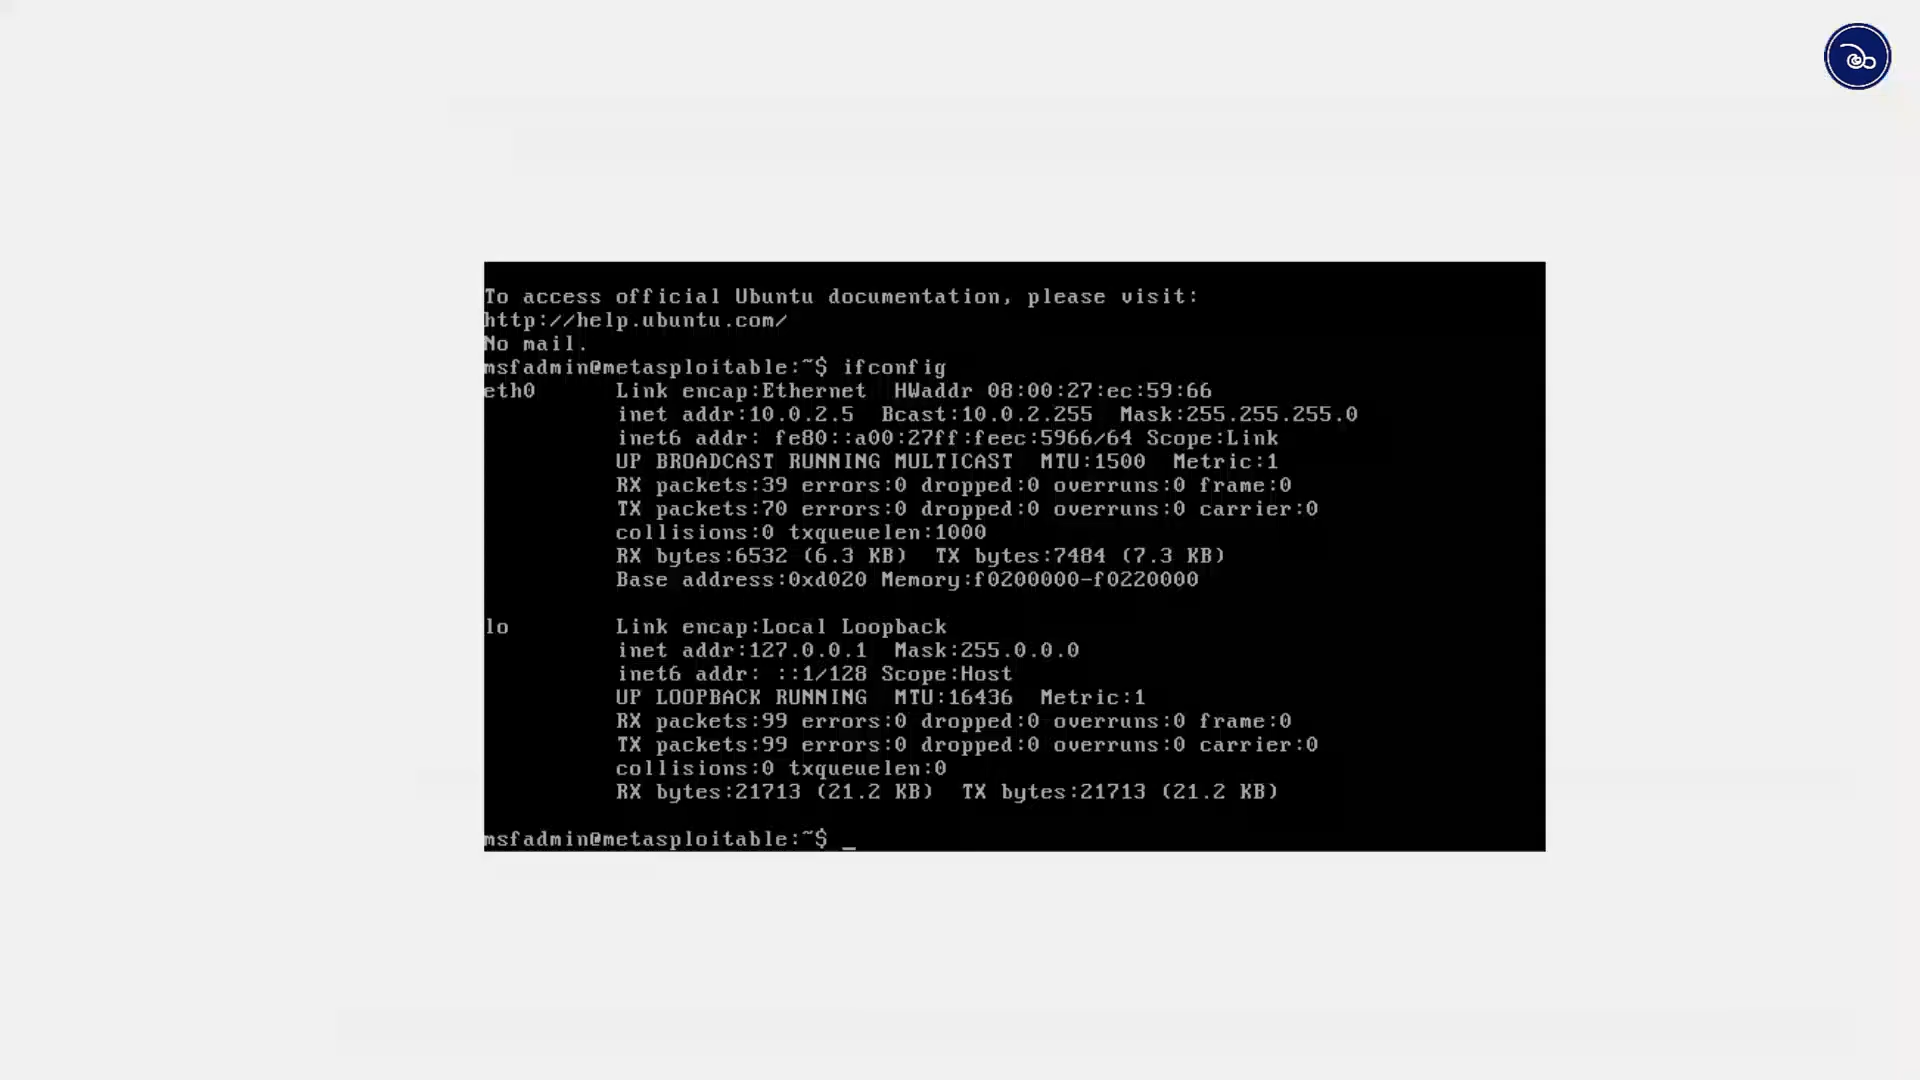 To access official Ubuntu documentation, please visit:
http://help.ubuntu.com/
No mail.
msfadmin@metasploitable:~$ ifconfig
eth0      Link encap:Ethernet  HWaddr 08:00:27:ec:59:66
          inet addr:10.0.2.5  Bcast:10.0.2.255  Mask:255.255.255.0
          inet6 addr: fe80::a00:27ff:feec:5966/64 Scope:Link
          UP BROADCAST RUNNING MULTICAST  MTU:1500  Metric:1
          RX packets:39 errors:0 dropped:0 overruns:0 frame:0
          TX packets:70 errors:0 dropped:0 overruns:0 carrier:0
          collisions:0 txqueuelen:1000
          RX bytes:6532 (6.3 KB)  TX bytes:7484 (7.3 KB)
          Base address:0xd020 Memory:f0200000-f0220000
lo        Link encap:Local Loopback
          inet addr:127.0.0.1  Mask:255.0.0.0
          inet6 addr: ::1/128 Scope:Host
          UP LOOPBACK RUNNING  MTU:16436  Metric:1
          RX packets:99 errors:0 dropped:0 overruns:0 frame:0
          TX packets:99 errors:0 dropped:0 overruns:0 carrier:0
          collisions:0 txqueuelen:0
          RX bytes:21713 (21.2 KB)  TX bytes:21713 (21.2 KB)
msfadmin@metasploitable:~$ _